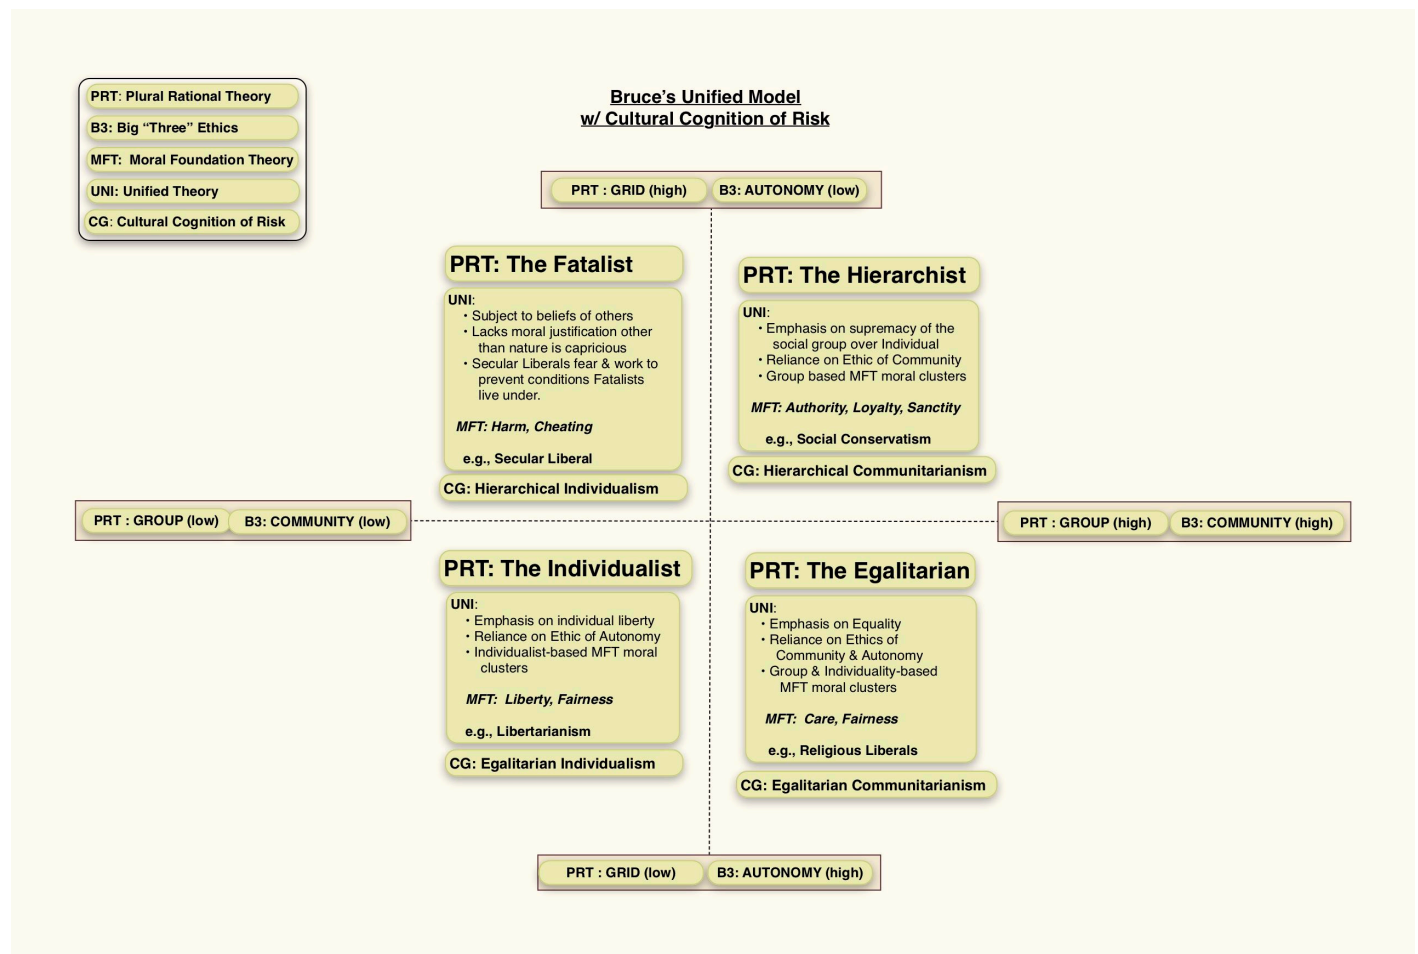 PRT: Plural Rational Theory
B3: Big “Three” Ethics
MFT:  Moral Foundation Theory
UNI: Unified Theory
CG: Cultural Cognition of Risk
Bruce’s Unified Model
w/ Cultural Cognition of Risk
PRT : GRID (high)
B3: AUTONOMY (low)
PRT: The Fatalist
UNI:
• Subject to beliefs of others
• Lacks moral justification other
than nature is capricious
• Secular Liberals fear & work to
prevent conditions Fatalists
live under.
MFT: Harm, Cheating
e.g., Secular Liberal
CG: Hierarchical Individualism
PRT: The Hierarchist
UNI:
• Emphasis on supremacy of the
social group over Individual
• Reliance on Ethic of Community
• Group based MFT moral clusters
MFT: Authority, Loyalty, Sanctity
e.g., Social Conservatism
CG: Hierarchical Communitarianism
PRT : GROUP (low)
B3: COMMUNITY (low)
PRT : GROUP (high)
B3: COMMUNITY (high)
PRT: The Individualist
UNI:
• Emphasis on individual liberty
• Reliance on Ethic of Autonomy
• Individualist-based MFT moral
clusters
MFT:  Liberty, Fairness
e.g., Libertarianism
CG: Egalitarian Individualism
PRT: The Egalitarian
UNI:
• Emphasis on Equality
• Reliance on Ethics of
Community & Autonomy
• Group & Individuality-based
MFT moral clusters
MFT:  Care, Fairness
e.g., Religious Liberals
CG: Egalitarian Communitarianism
PRT : GRID (low)
B3: AUTONOMY (high)